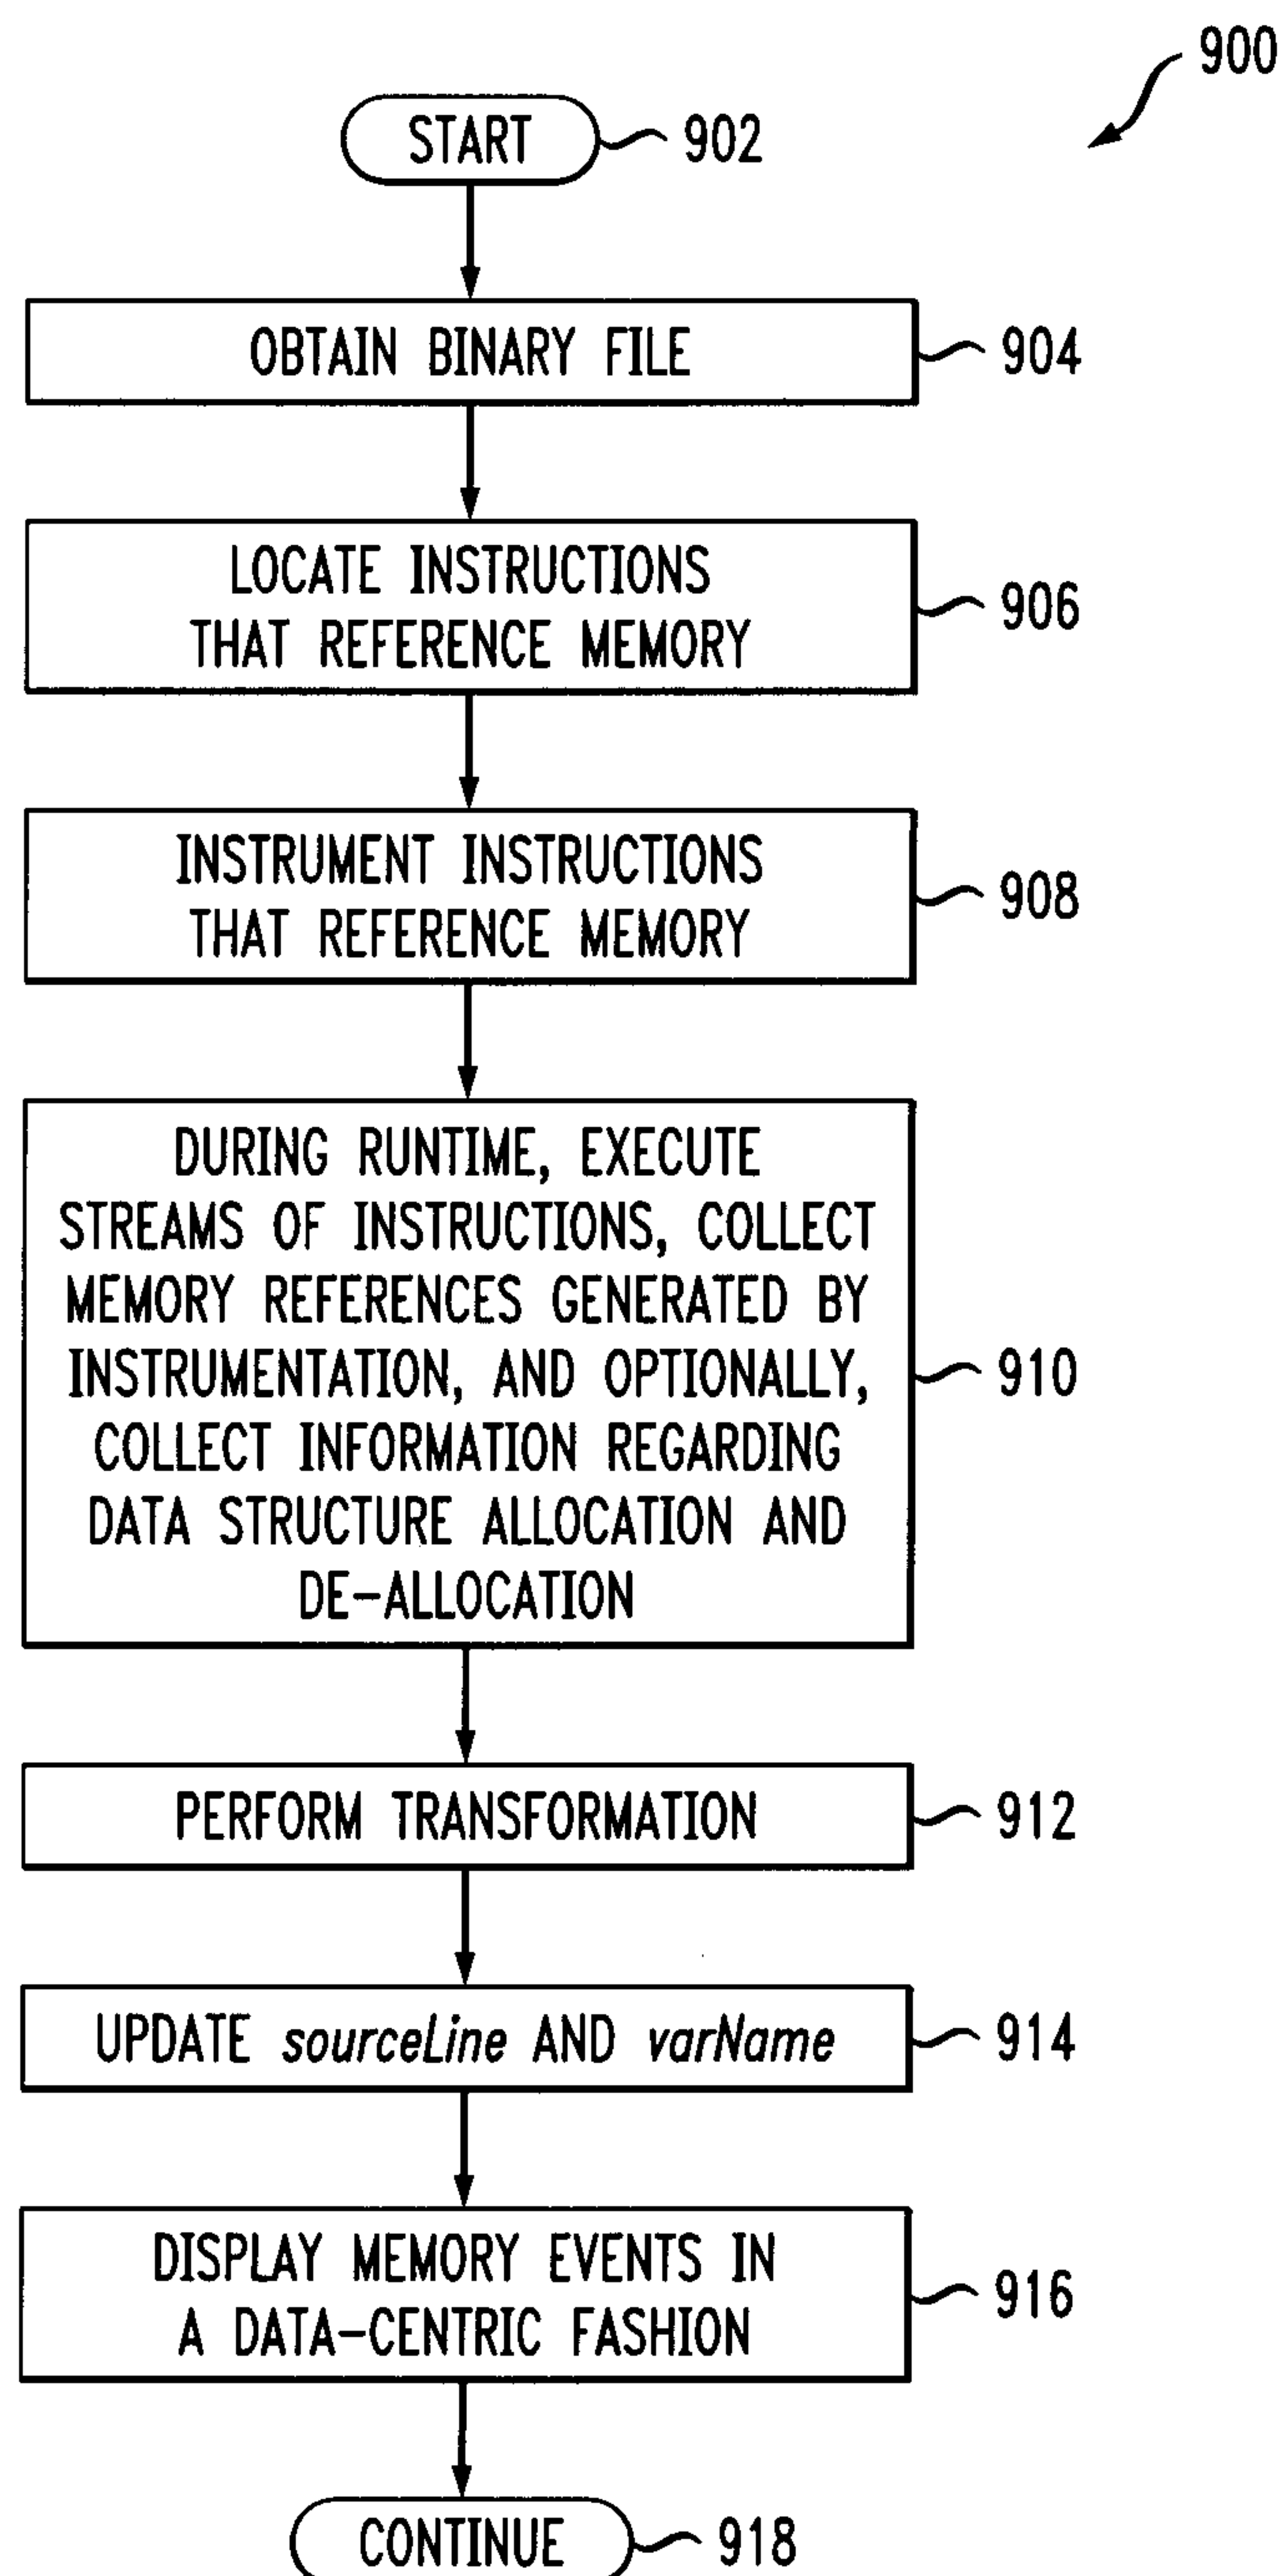 900
START 902
OBTAIN BINARY FILE 904
LOCATE INSTRUCTIONS
THAT REFERENCE MEMORY
906
INSTRUMENT INSTRUCTIONS
THAT REFERENCE MEMORY
908
DURING RUNTIME, EXECUTE
STREAMS OF INSTRUCTIONS, COLLECT
MEMORY REFERENCES GENERATED BY
INSTRUMENTATION, AND OPTIONALLY,
COLLECT INFORMATION REGARDING
DATA STRUCTURE ALLOCATION AND
DE-ALLOCATION
910
PERFORM TRANSFORMATION 912
UPDATE sourceLine AND varName 914
DISPLAY MEMORY EVENTS IN
A DATA-CENTRIC FASHION
916
CONTINUE 918